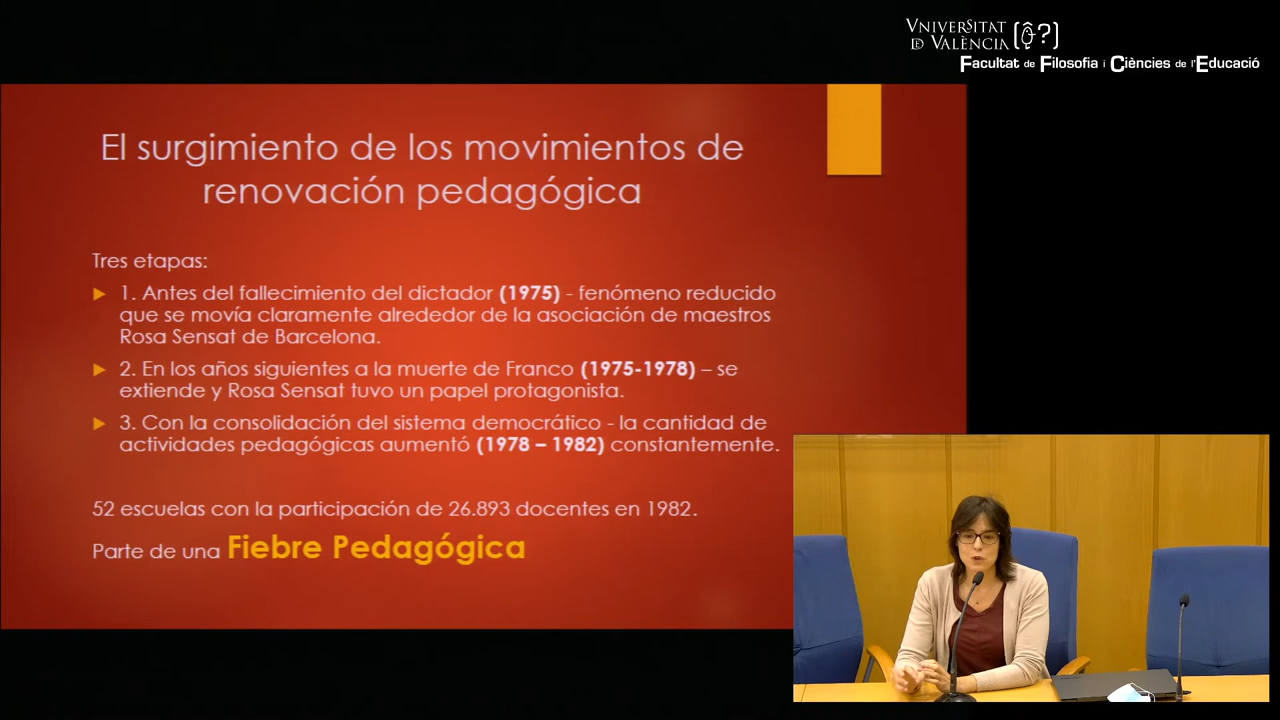 VNIVERSITAT
DE VALÈNCIA
Facultat de Filosofia i Ciències de l'Educació
El surgimiento de los movimientos de
renovación pedagógica
Tres etapas:
1. Antes del fallecimiento del dictador (1975) - fenómeno reducido
que se movía claramente alrededor de la asociación de maestros
Rosa Sensat de Barcelona.
2. En los años siguientes a la muerte de Franco (1975-1978) – se
extiende y Rosa Sensat tuvo un papel protagonista.
3. Con la consolidación del sistema democrático - la cantidad de
actividades pedagógicas aumentó (1978 – 1982) constantemente.
52 escuelas con la participación de 26.893 docentes en 1982.
Parte de una Fiebre Pedagógica